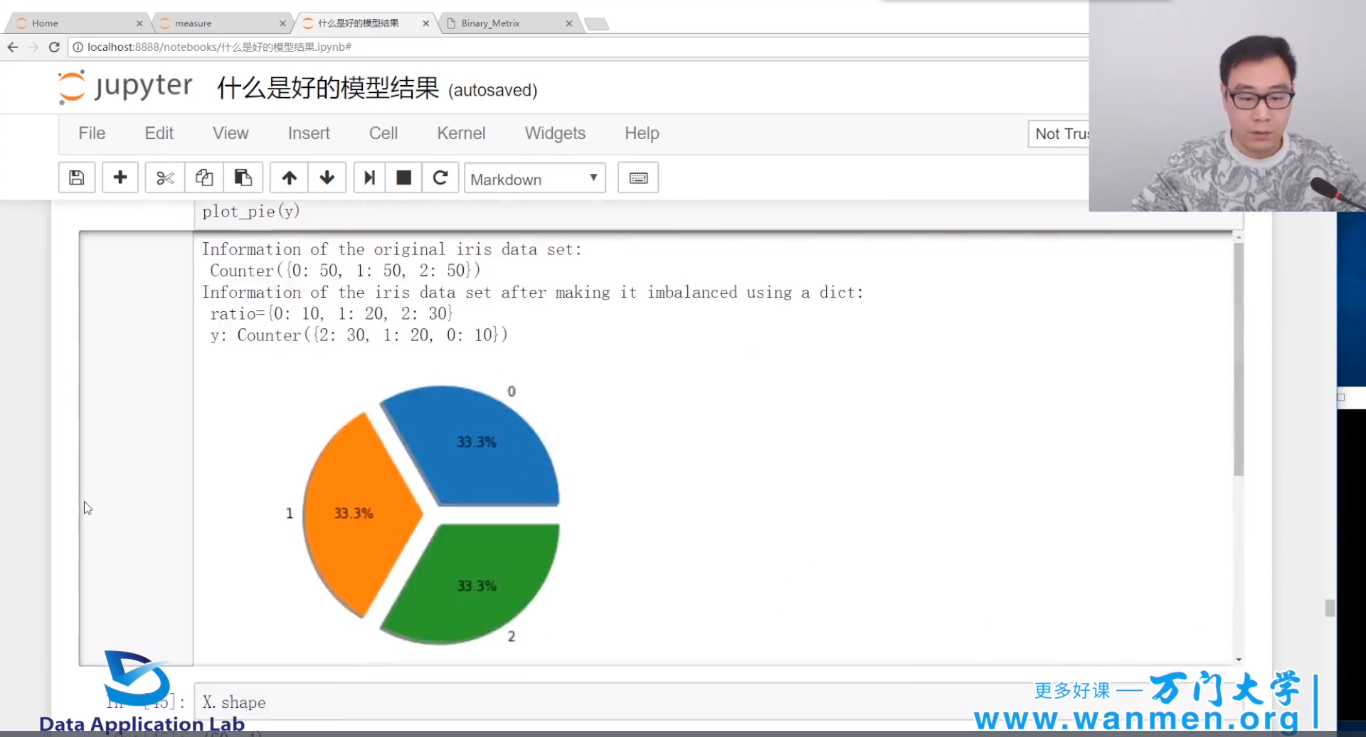 Home
measure
什么是好的模型结果
Binary_Metrix
localhost:8888/notebooks/什么是好的模型结果.ipynb#
jupyter 什么是好的模型结果 (autosaved)
File Edit View Insert Cell Kernel Widgets Help
Not Trus
Markdown
plot_pie(y)
Information of the original iris data set:
Counter({0: 50, 1: 50, 2: 50})
Information of the iris data set after making it imbalanced using a dict:
ratio={0: 10, 1: 20, 2: 30}
y: Counter({2: 30, 1: 20, 0: 10})
0
33.3%
1
33.3%
33.3%
2
X.shape
Data Application Lab
更多好课 — 万门大学
www.wanmen.org